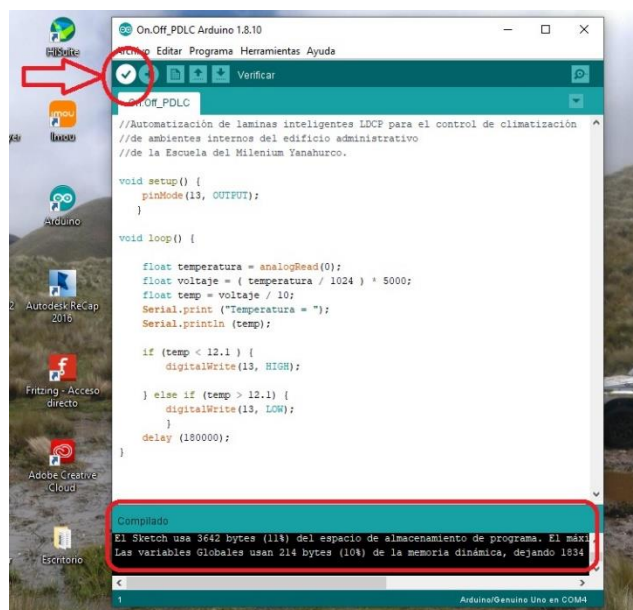 HiSuite
imou
Imou
yer
Arduino
2 Autodesk ReCap
2016
Fritzing - Acceso
directo
Adobe Creative
Cloud
Escritorio
On.Off_PDLC Arduino 1.8.10
Archivo Editar Programa Herramientas Ayuda
Verificar
On.Off_PDLC
//Automatización de laminas inteligentes LDCP para el control de climatización
//de ambientes internos del edificio administrativo
//de la Escuela del Milenium Yanahurco.
void setup() {
pinMode(13, OUTPUT);
}
void loop() {
float temperatura = analogRead(0);
float voltaje = ( temperatura / 1024 ) * 5000;
float temp = voltaje / 10;
Serial.print ("Temperatura = ");
Serial.println (temp);
if (temp < 12.1 ) {
digitalWrite(13, HIGH);
} else if (temp > 12.1) {
digitalWrite(13, LOW);
}
delay (180000);
}
Compilado
El Sketch usa 3642 bytes (11%) del espacio de almacenamiento de programa. El máxi
Las variables Globales usan 214 bytes (10%) de la memoria dinámica, dejando 1834
1
Arduino/Genuino Uno en COM4